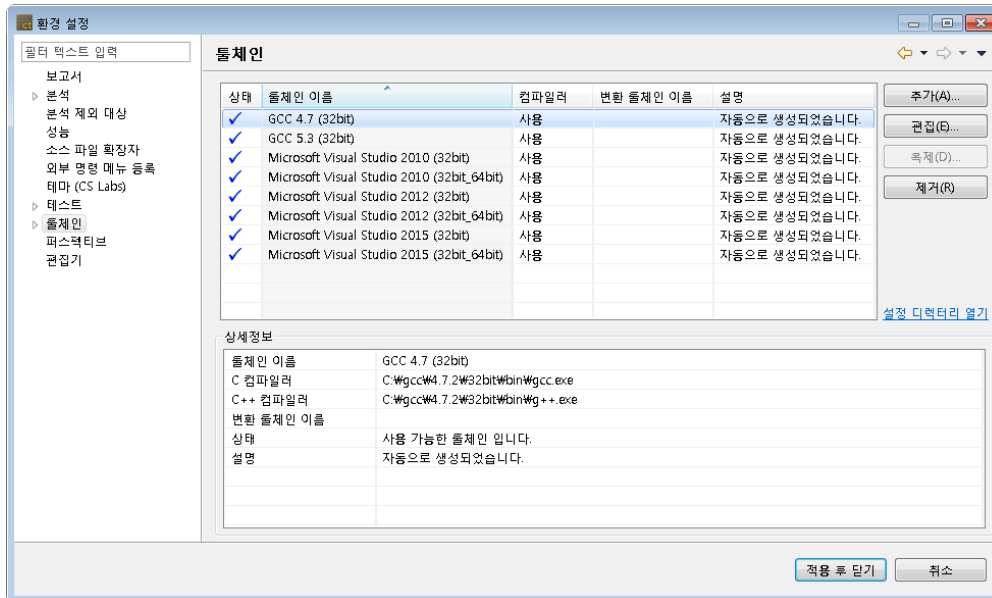 환경 설정
필터 텍스트 입력
툴체인
보고서
분석
분석 제외 대상
성능
소스 파일 확장자
외부 명령 메뉴 등록
테마 (CS Labs)
테스트
툴체인
퍼스펙티브
편집기
상태 툴체인 이름 컴파일러 변환 툴체인 이름 설명
GCC 4.7 (32bit) 사용 자동으로 생성되었습니다.
GCC 5.3 (32bit) 사용 자동으로 생성되었습니다.
Microsoft Visual Studio 2010 (32bit) 사용 자동으로 생성되었습니다.
Microsoft Visual Studio 2010 (32bit_64bit) 사용 자동으로 생성되었습니다.
Microsoft Visual Studio 2012 (32bit) 사용 자동으로 생성되었습니다.
Microsoft Visual Studio 2012 (32bit_64bit) 사용 자동으로 생성되었습니다.
Microsoft Visual Studio 2015 (32bit) 사용 자동으로 생성되었습니다.
Microsoft Visual Studio 2015 (32bit_64bit) 사용 자동으로 생성되었습니다.
추가(A)...
편집(E)...
복제(D)...
제거(R)
설정 디렉터리 열기
상세정보
툴체인 이름 GCC 4.7 (32bit)
C 컴파일러 C:₩gcc₩4.7.2₩32bit₩bin₩gcc.exe
C++ 컴파일러 C:₩gcc₩4.7.2₩32bit₩bin₩g++.exe
변환 툴체인 이름
상태 사용 가능한 툴체인 입니다.
설명 자동으로 생성되었습니다.
적용 후 닫기
취소